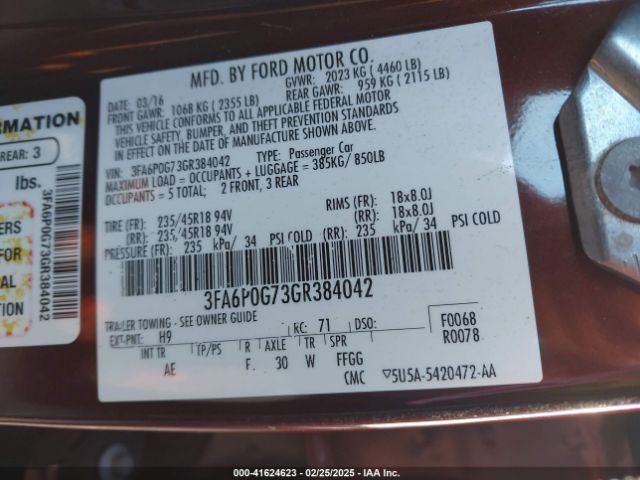 MFD. BY FORD MOTOR CO.
DATE: 03/16
GVWR: 2023 KG ( 4460 LB)
FRONT GAWR: 1068 KG ( 2355 LB)
REAR GAWR: 959 KG ( 2115 LB)
THIS VEHICLE CONFORMS TO ALL APPLICABLE FEDERAL MOTOR
VEHICLE SAFETY, BUMPER, AND THEFT PREVENTION STANDARDS
IN EFFECT ON THE DATE OF MANUFACTURE SHOWN ABOVE.
VIN: 3FA6P0G73GR384042
TYPE: Passenger Car
MAXIMUM LOAD = OCCUPANTS + LUGGAGE = 385KG/ 850LB
OCCUPANTS = 5 TOTAL; 2 FRONT, 3 REAR
TIRE (FR): 235/45R18 94V
RIMS (FR): 18x8.0J
(RR): 235/45R18 94V
(RR): 18x8.0J
PRESSURE (FR): 235 kPa/ 34 PSI COLD
(RR): 235 kPa/ 34 PSI COLD
3FA6P0G73GR384042
TRAILER TOWING - SEE OWNER GUIDE
EXT-PNT: H9
RC: 71
DSO:
F0068
R0078
INT TR TP/PS R AXLE TR SPR
AE F 30 W FFGG
CMC
▽5U5A-5420472-AA
ORMATION
REAR: 3
lbs.
ERS
NAL
ATION
3FA6P0G73GR384042
000-41624623 - 02/25/2025 - IAA Inc.